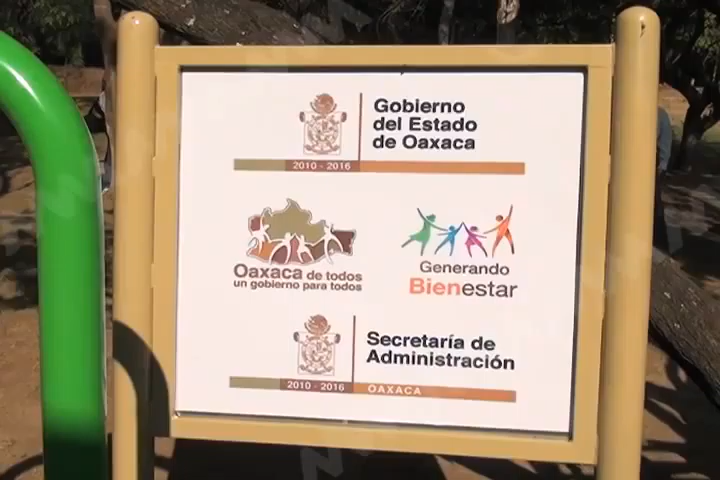 Gobierno
del Estado
de Oaxaca
2010 - 2016
Oaxaca de todos
un gobierno para todos
Generando
Bienestar
Secretaría de
Administración
2010 - 2016 OAXACA